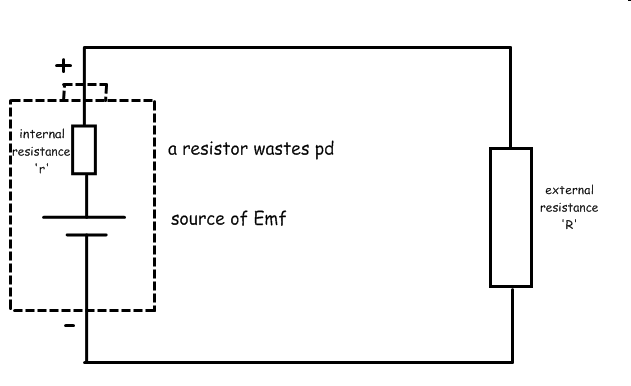 +
internal
resistance
'r'
a resistor wastes pd
source of Emf
external
resistance
'R'
-